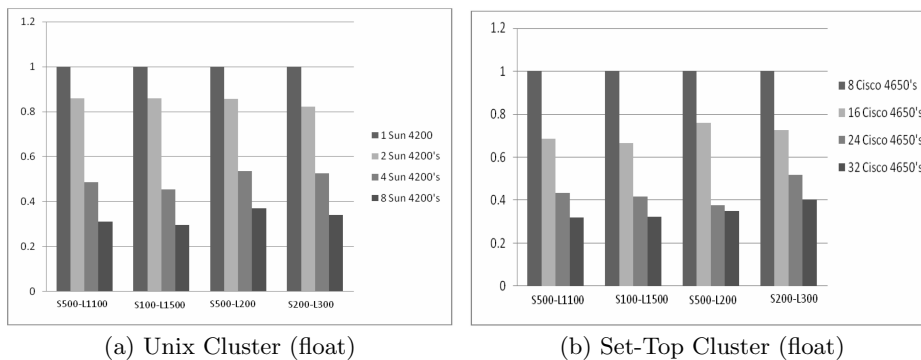 1.2
1
0.8
0.6
0.4
0.2
0
S500-L1100 S100-L1500 S500-L200 S200-L300
1 Sun 4200
2 Sun 4200's
4 Sun 4200's
8 Sun 4200's
(a) Unix Cluster (float)
1.2
1
0.8
0.6
0.4
0.2
0
S500-L1100 S100-L1500 S500-L200 S200-L300
8 Cisco 4650's
16 Cisco 4650's
24 Cisco 4650's
32 Cisco 4650's
(b) Set-Top Cluster (float)